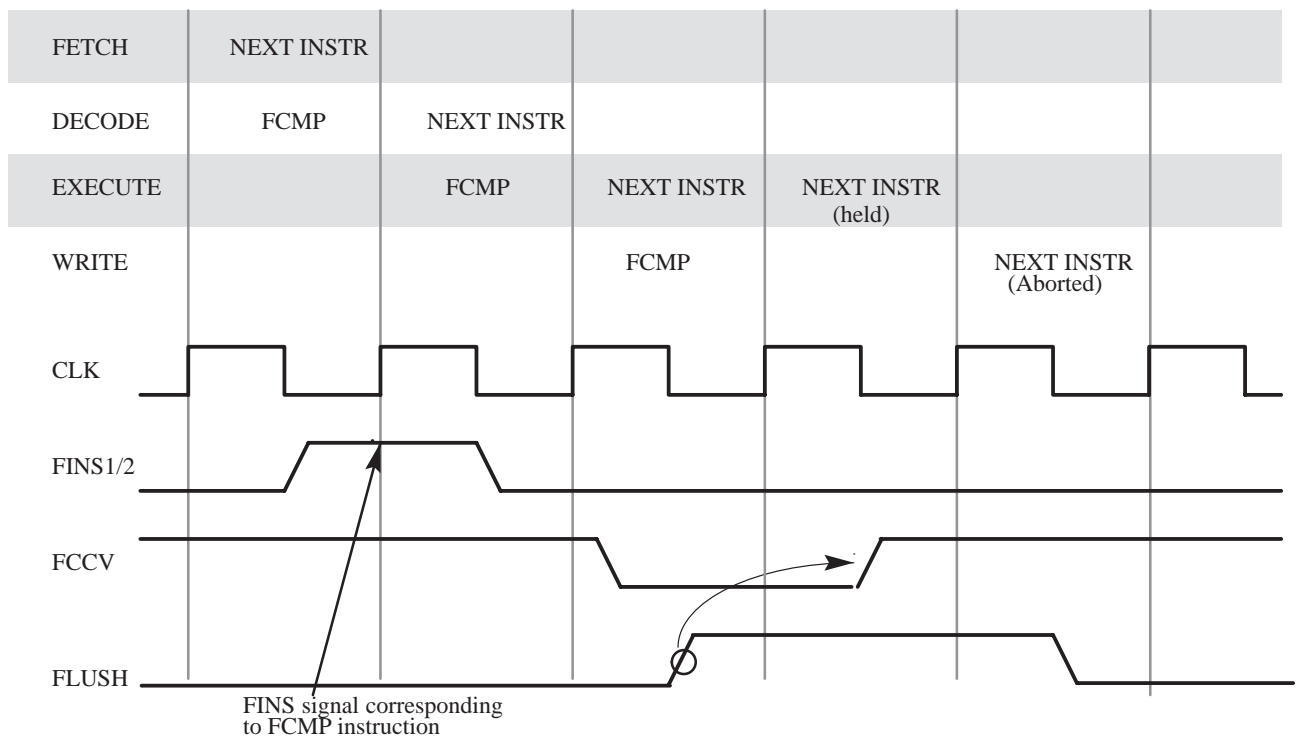 FETCH NEXT INSTR
DECODE FCMP NEXT INSTR
EXECUTE FCMP NEXT INSTR NEXT INSTR
(held)
WRITE FCMP NEXT INSTR
(Aborted)
CLK
FINS1/2
FCCV
FLUSH
FINS signal corresponding
to FCMP instruction